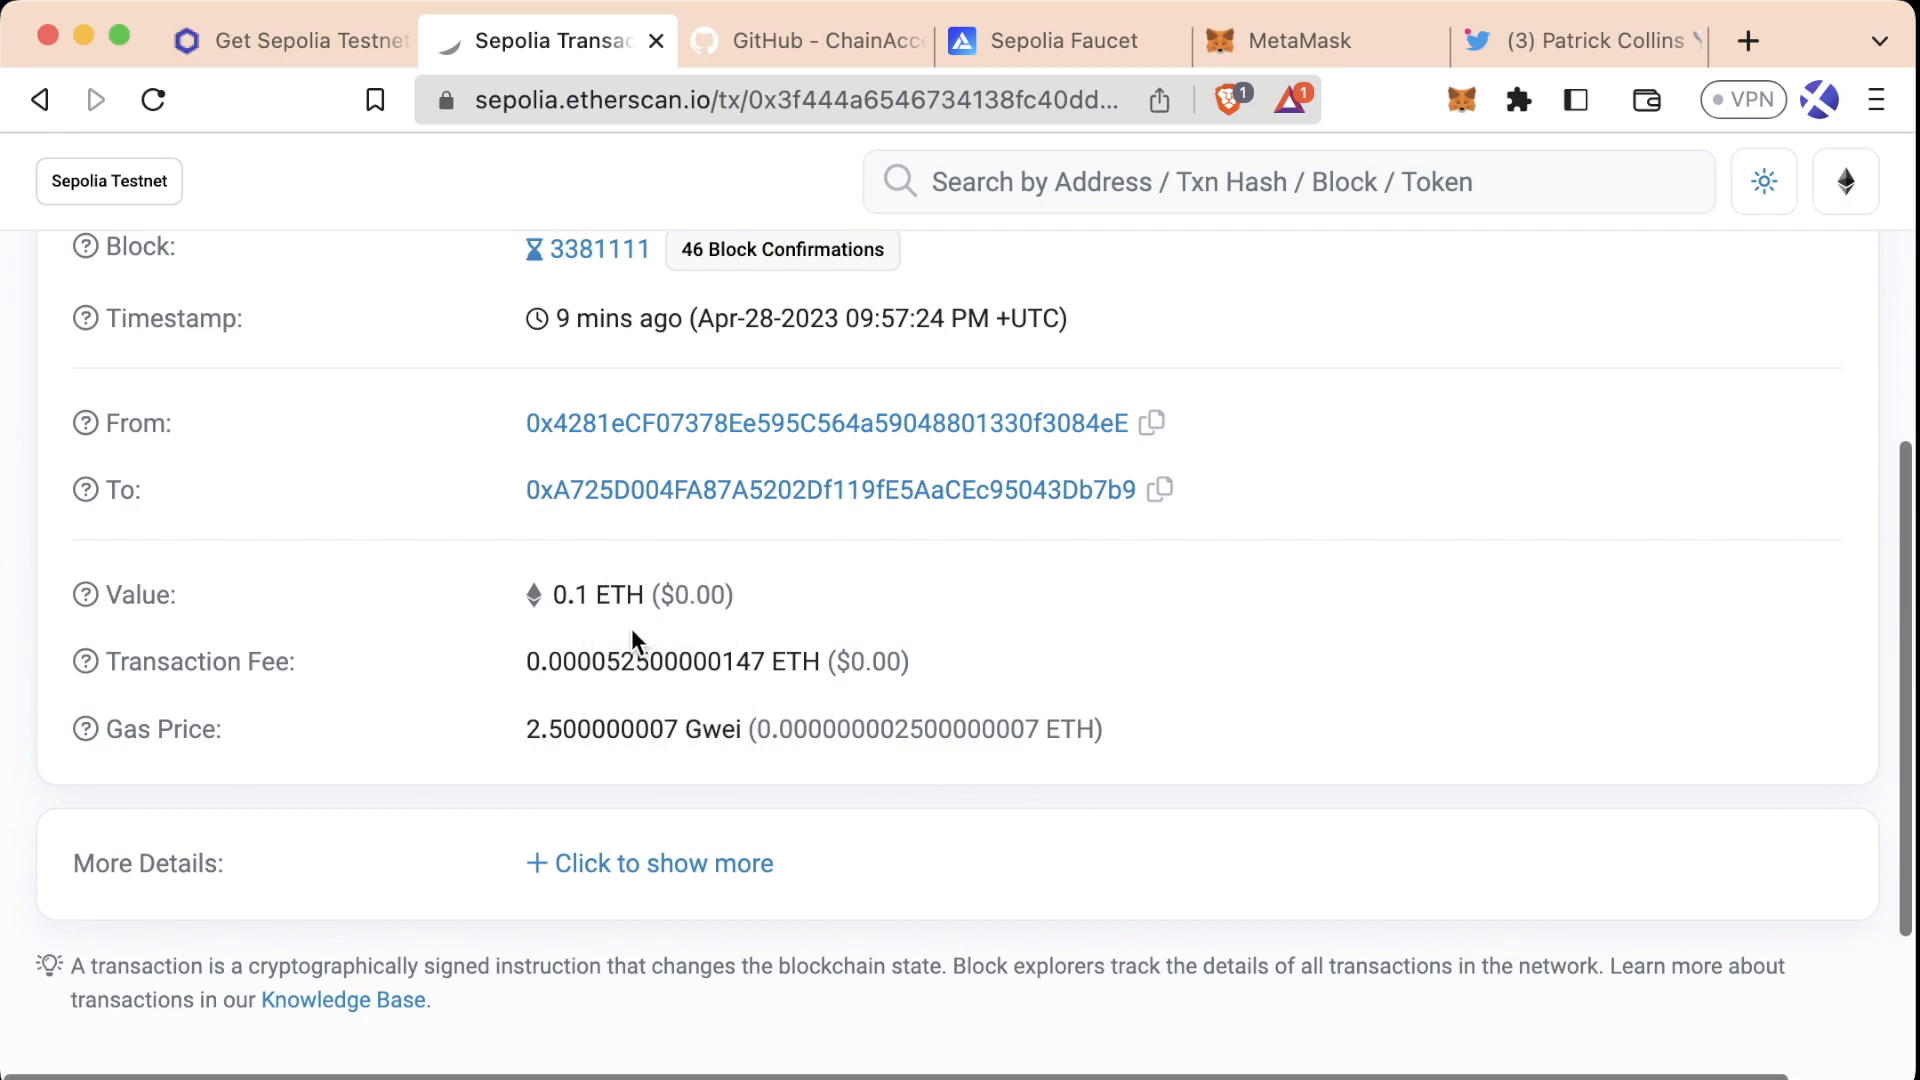 Get Sepolia Testnet
Sepolia Transac
GitHub - ChainAcce
Sepolia Faucet
MetaMask
(3) Patrick Collins
sepolia.etherscan.io/tx/0x3f444a6546734138fc40dd...
1
1
VPN
Sepolia Testnet
Search by Address / Txn Hash / Block / Token
Block:
3381111
46 Block Confirmations
Timestamp:
9 mins ago (Apr-28-2023 09:57:24 PM +UTC)
From:
0x4281eCF07378Ee595C564a59048801330f3084eE
To:
0xA725D004FA87A5202Df119fE5AaCEc95043Db7b9
Value:
0.1 ETH ($0.00)
Transaction Fee:
0.000052500000147 ETH ($0.00)
Gas Price:
2.500000007 Gwei (0.000000002500000007 ETH)
More Details:
+ Click to show more
A transaction is a cryptographically signed instruction that changes the blockchain state. Block explorers track the details of all transactions in the network. Learn more about
transactions in our Knowledge Base.